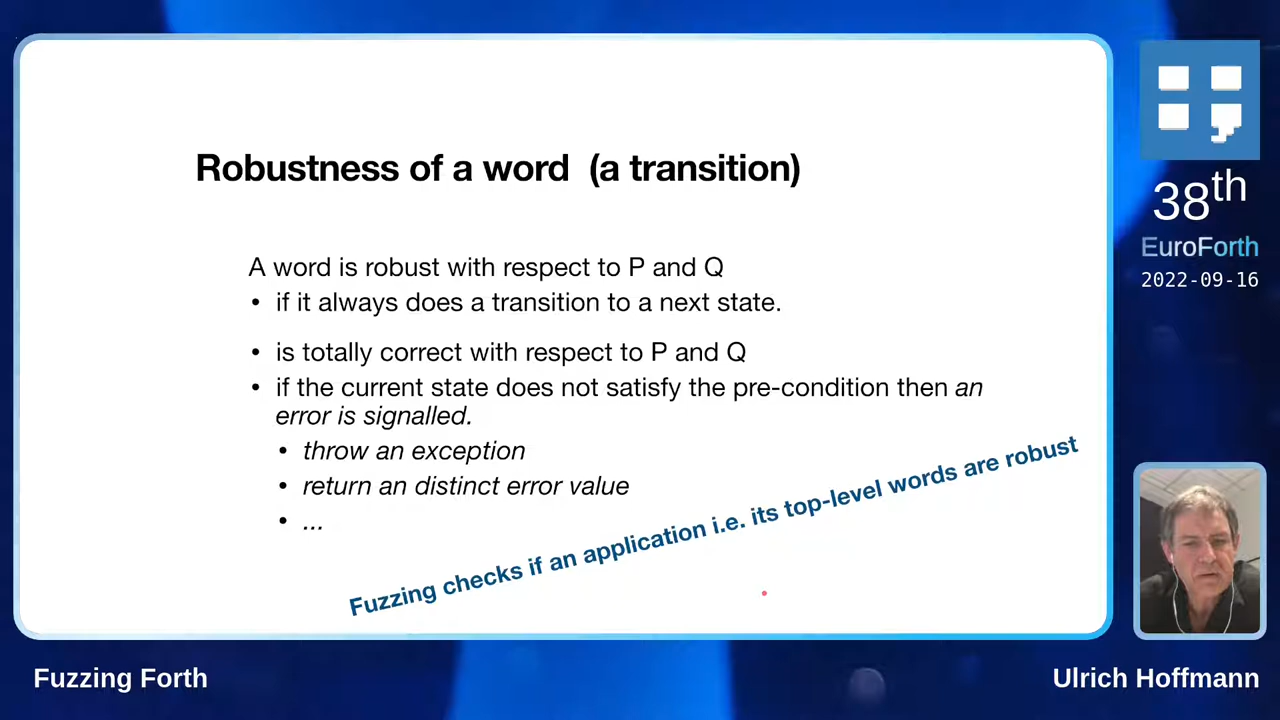 Robustness of a word (a transition)
A word is robust with respect to P and Q
• if it always does a transition to a next state.
• is totally correct with respect to P and Q
• if the current state does not satisfy the pre-condition then an
error is signalled.
• throw an exception
• return an distinct error value
• ...
Fuzzing checks if an application i.e. its top-level words are robust
38th
EuroForth
2022-09-16
Fuzzing Forth
Ulrich Hoffmann